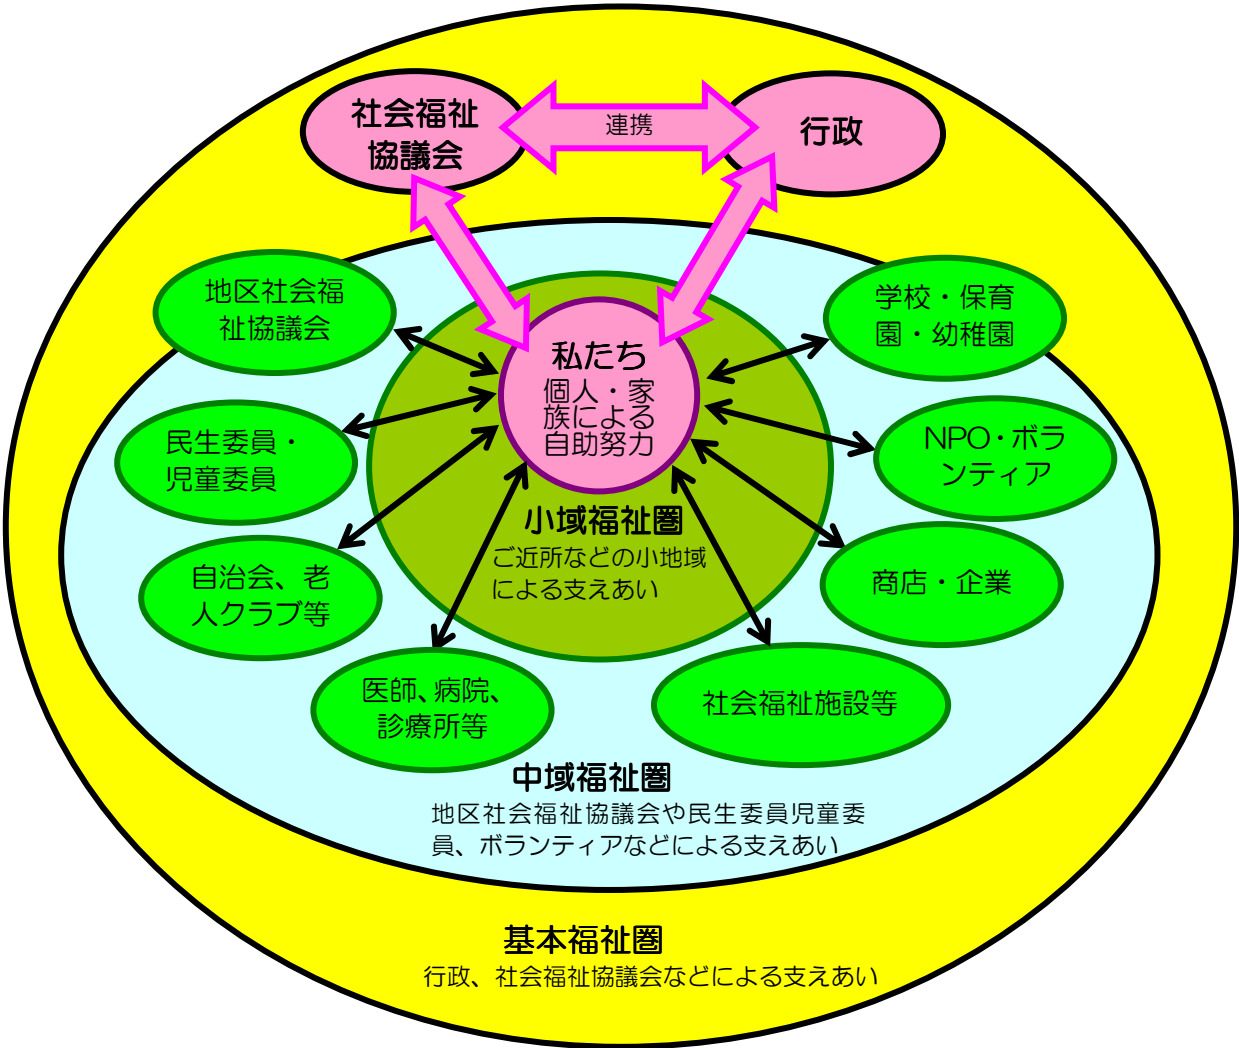 社会福祉
協議会
連携
行政
地区社会福
祉協議会
学校・保育
園・幼稚園
私たち
個人・家
族による
自助努力
民生委員・
児童委員
NPO・ボラ
ンティア
小域福祉圏
ご近所などの小地域
による支えあい
自治会、老
人クラブ等
商店・企業
医師、病院、
診療所等
社会福祉施設等
中域福祉圏
地区社会福祉協議会や民生委員児童委
員、ボランティアなどによる支えあい
基本福祉圏
行政、社会福祉協議会などによる支えあい